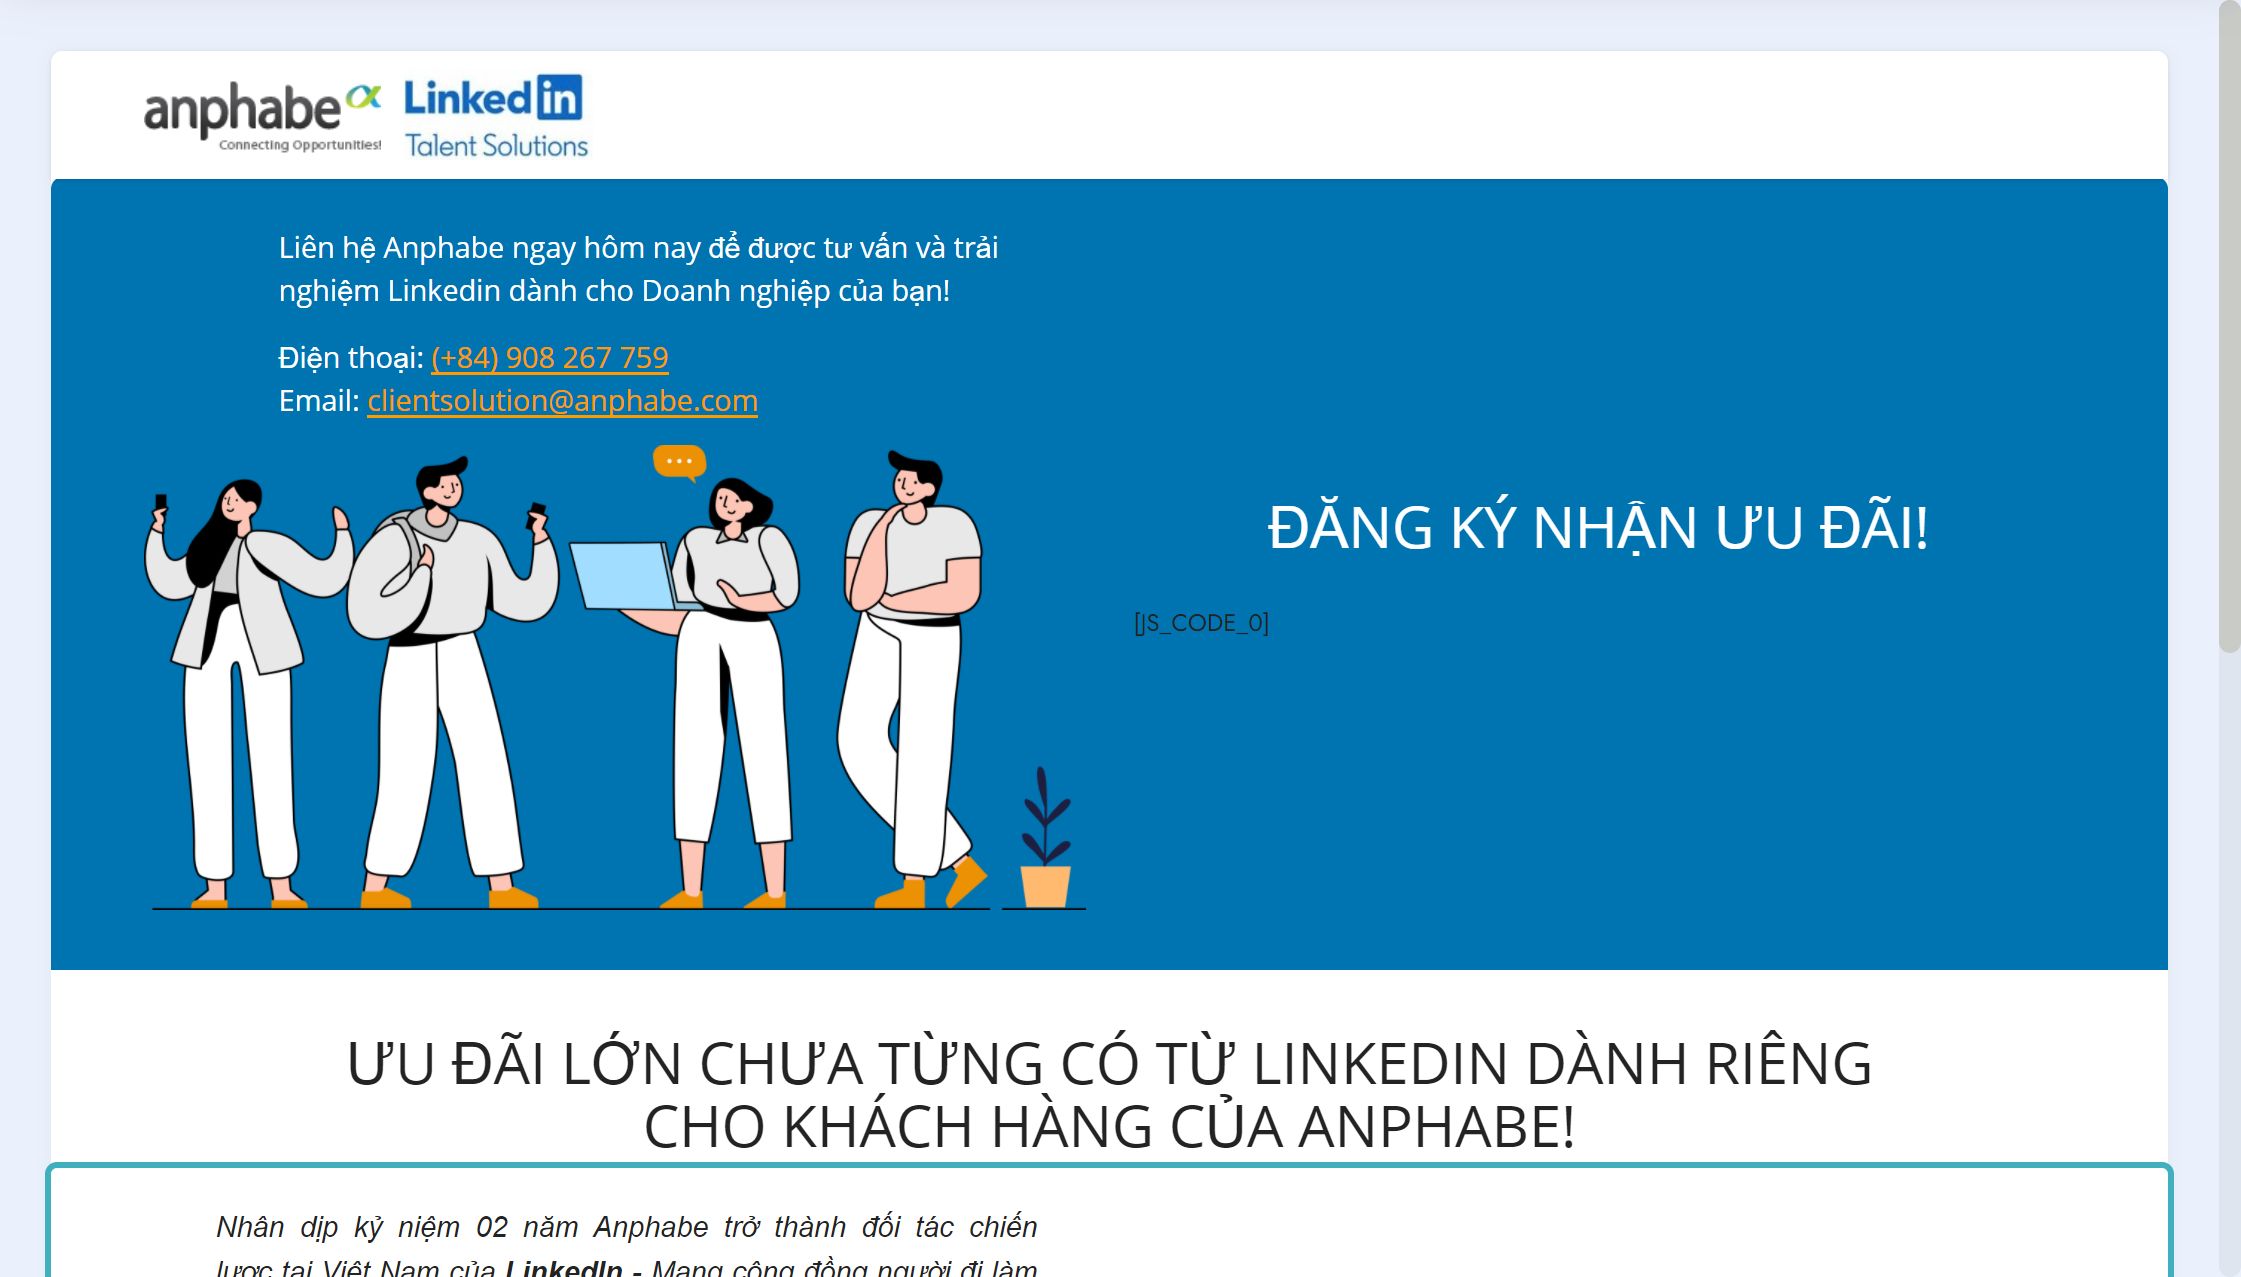 anphabe
Connecting Opportunities!
Linked in
Talent Solutions
Liên hệ Anphabe ngay hôm nay để được tư vấn và trải
nghiệm Linkedin dành cho Doanh nghiệp của bạn!
Điện thoại: (+84) 908 267 759
Email: clientsolution@anphabe.com
ĐĂNG KÝ NHẬN ƯU ĐÃI!
[JS_CODE_0]
ƯU ĐÃI LỚN CHƯA TỪNG CÓ TỪ LINKEDIN DÀNH RIÊNG
CHO KHÁCH HÀNG CỦA ANPHABE!
Nhân dịp kỷ niệm 02 năm Anphabe trở thành đối tác chiến
lược tại Việt Nam của LinkedIn - Mạng cộng đồng người đi làm